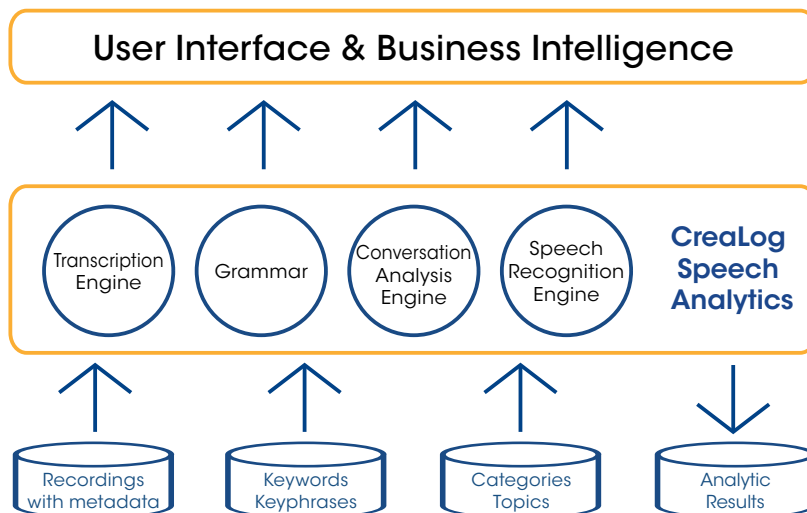 User Interface & Business Intelligence
Transcription
Engine
Grammar
Conversation
Analysis
Engine
Speech
Recognition
Engine
CreaLog
Speech
Analytics
Recordings
with metadata
Keywords
Keyphrases
Categories
Topics
Analytic
Results